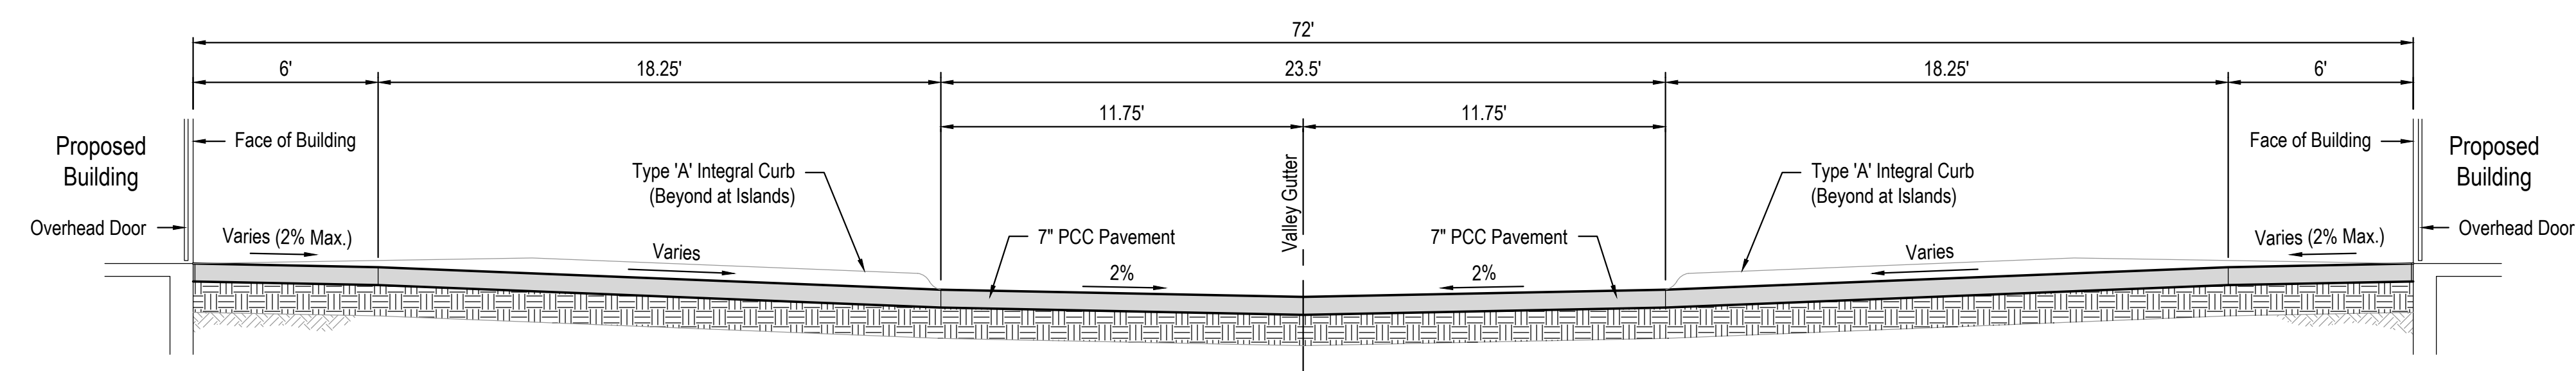 72'
6'
18.25'
23.5'
18.25'
6'
11.75'
11.75'
Proposed
Building
Face of Building
Overhead Door
Varies (2% Max.)
Varies
Type 'A' Integral Curb
(Beyond at Islands)
7" PCC Pavement
2%
Valley Gutter
7" PCC Pavement
2%
Type 'A' Integral Curb
(Beyond at Islands)
Varies
Varies (2% Max.)
Face of Building
Proposed
Building
Overhead Door